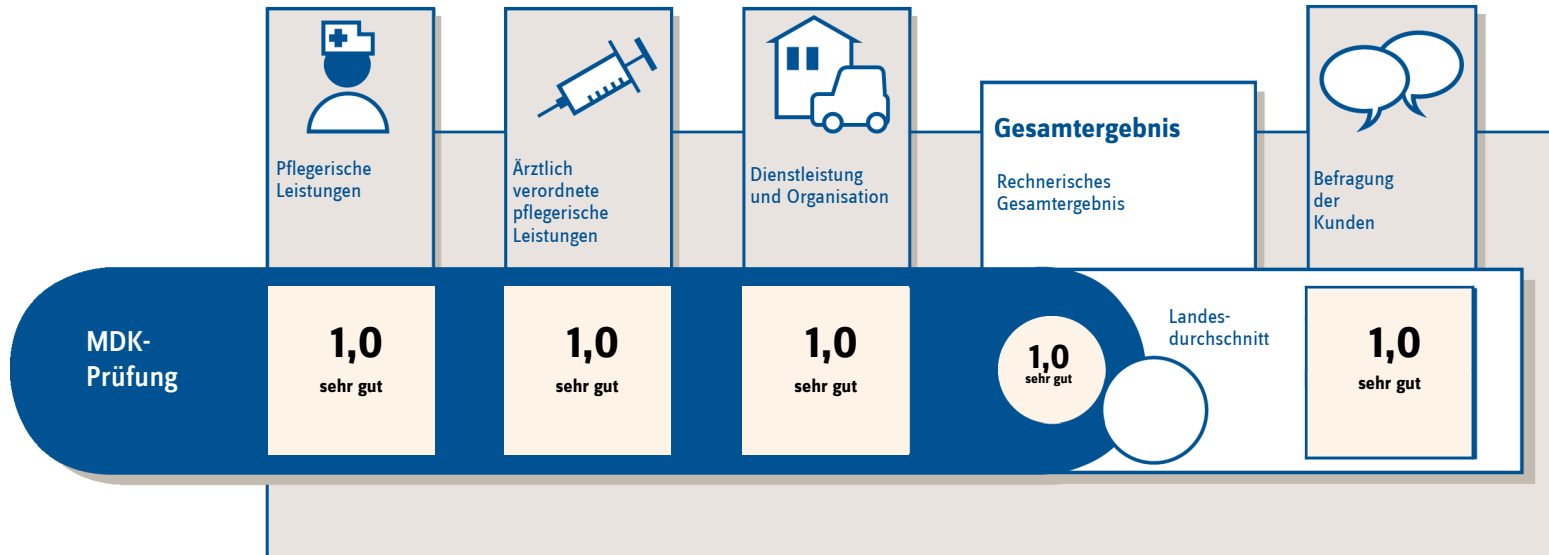 Pflegerische
Leistungen
Ärztlich
verordnete
pflegerische
Leistungen
Dienstleistung
und Organisation
Gesamtergebnis
Rechnerisches
Gesamtergebnis
Befragung
der
Kunden
MDK-
Prüfung
1,0
sehr gut
1,0
sehr gut
1,0
sehr gut
1,0
sehr gut
Landes-
durchschnitt
1,0
sehr gut